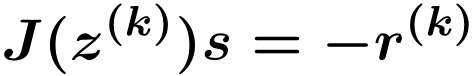 J(z^{(k)})s = -r^{(k)}